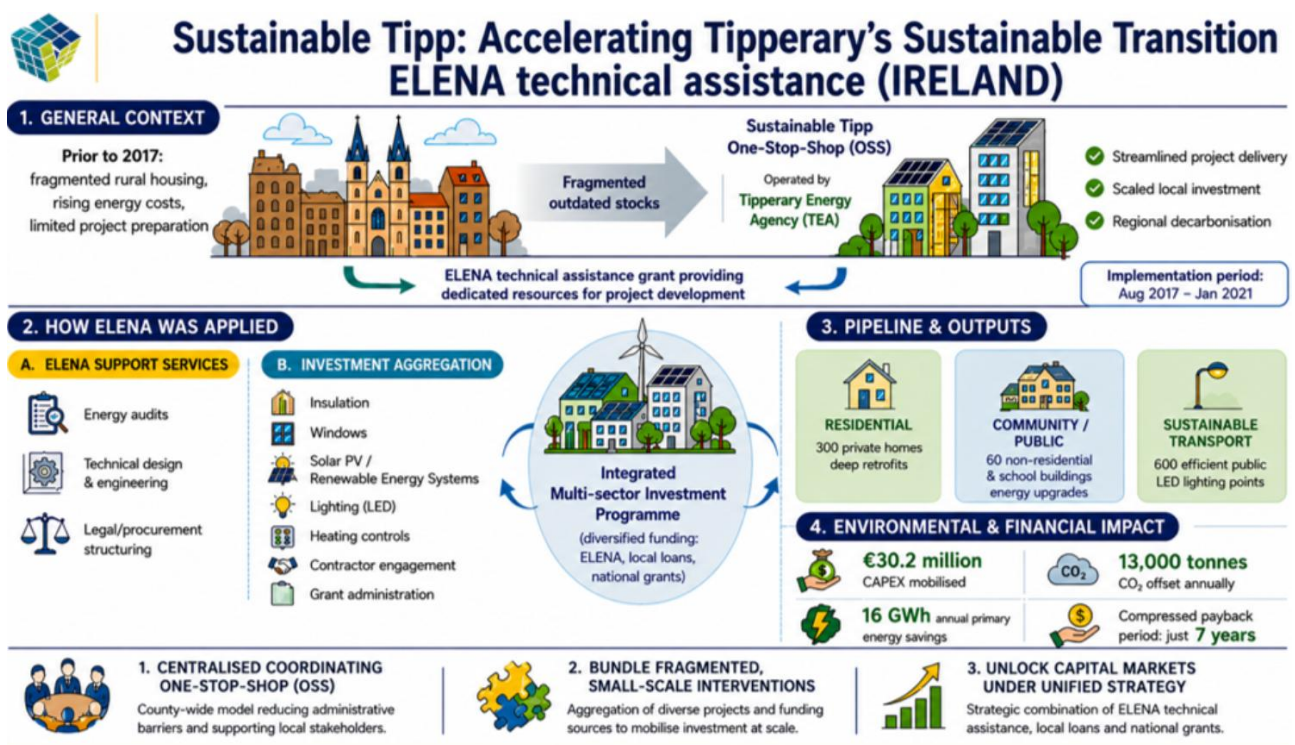 Sustainable Tipp: Accelerating Tipperary's Sustainable Transition
ELENA technical assistance (IRELAND)
1. GENERAL CONTEXT
Prior to 2017:
fragmented rural housing,
rising energy costs,
limited project preparation
Fragmented
outdated stocks
Sustainable Tipp
One-Stop-Shop (OSS)
Operated by
Tipperary Energy
Agency (TEA)
Streamlined project delivery
Scaled local investment
Regional decarbonisation
ELENA technical assistance grant providing
dedicated resources for project development
Implementation period:
Aug 2017 – Jan 2021
2. HOW ELENA WAS APPLIED
A. ELENA SUPPORT SERVICES
Energy audits
Technical design
& engineering
Legal/procurement
structuring
B. INVESTMENT AGGREGATION
Insulation
Windows
Solar PV /
Renewable Energy Systems
Lighting (LED)
Heating controls
Contractor engagement
Grant administration
Integrated
Multi-sector Investment
Programme
(diversified funding:
ELENA, local loans,
national grants)
3. PIPELINE & OUTPUTS
RESIDENTIAL
300 private homes
deep retrofits
COMMUNITY /
PUBLIC
60 non-residential
& school buildings
energy upgrades
SUSTAINABLE
TRANSPORT
600 efficient public
LED lighting points
4. ENVIRONMENTAL & FINANCIAL IMPACT
$
€30.2 million
CAPEX mobilised
CO₂
13,000 tonnes
CO₂ offset annually
16 GWh annual primary
energy savings
$
Compressed payback
period: just 7 years
1. CENTRALISED COORDINATING
ONE-STOP-SHOP (OSS)
County-wide model reducing administrative
barriers and supporting local stakeholders.
2. BUNDLE FRAGMENTED,
SMALL-SCALE INTERVENTIONS
Aggregation of diverse projects and funding
sources to mobilise investment at scale.
3. UNLOCK CAPITAL MARKETS
UNDER UNIFIED STRATEGY
Strategic combination of ELENA technical
assistance, local loans and national grants.